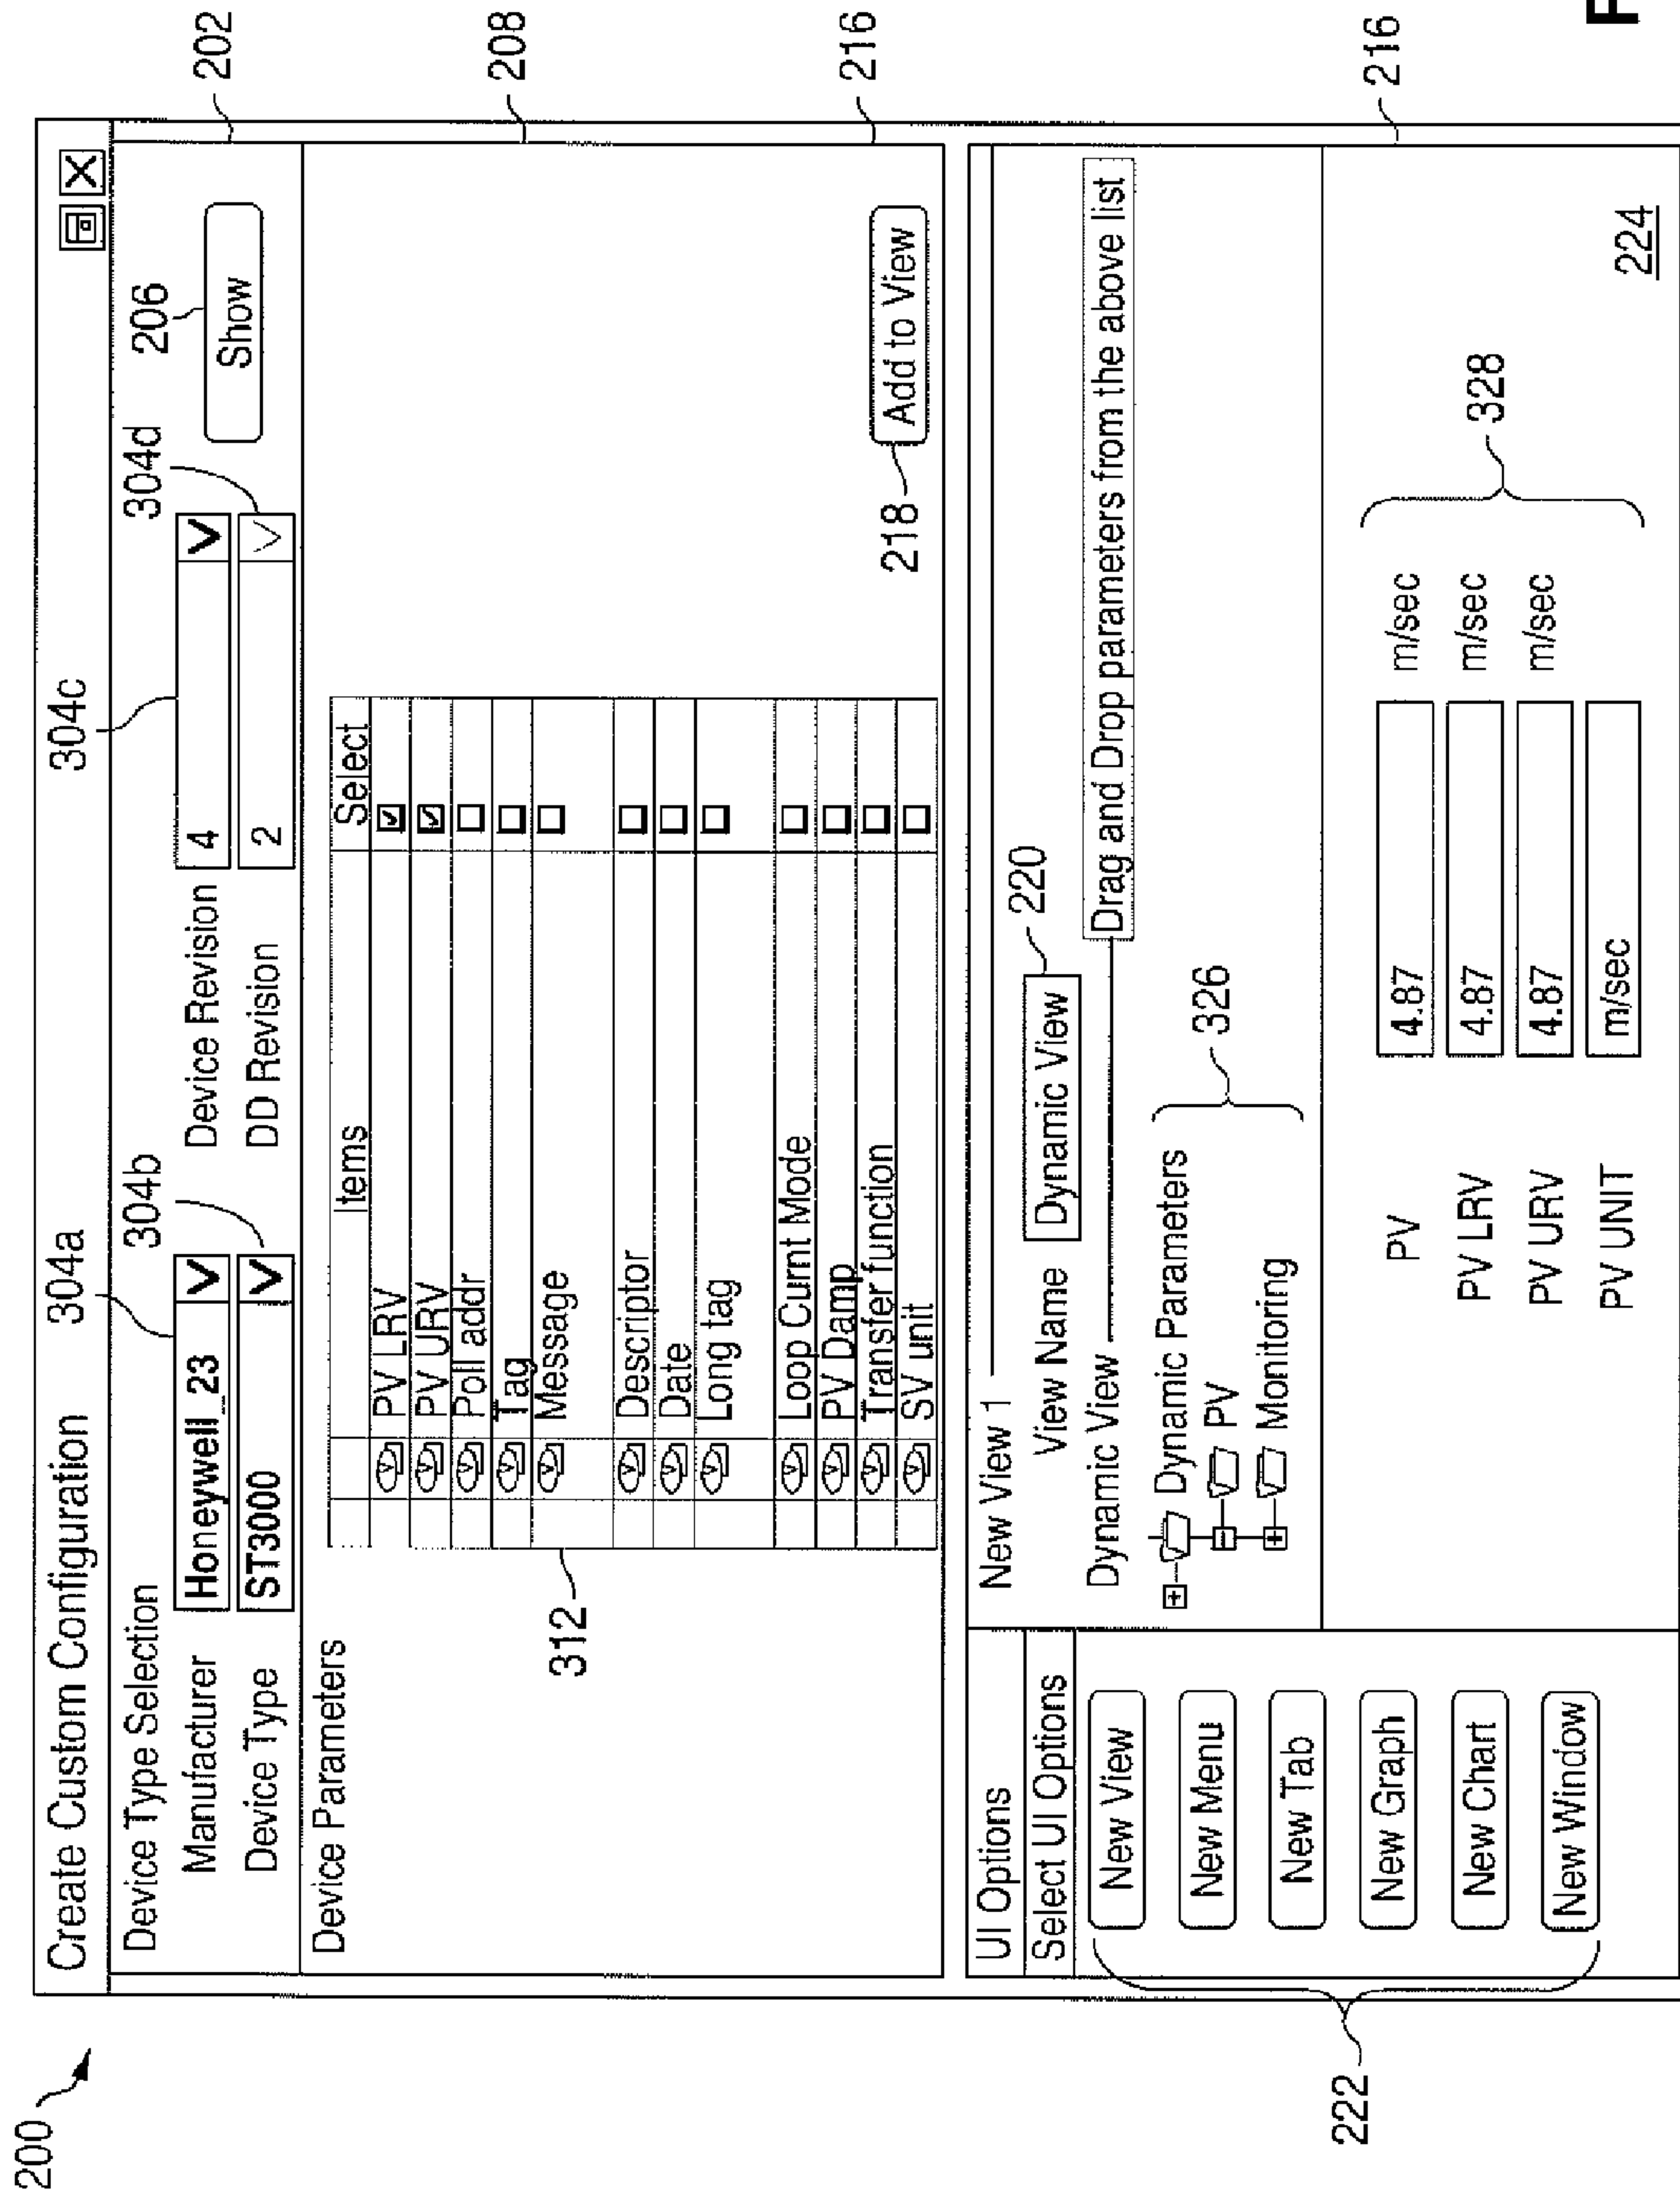 200
Create Custom Configuration
304a
304c
Device Type Selection
304b
304d
206
202
Manufacturer
Honeywell_23
Device Revision
4
Show
Device Type
ST3000
DD Revision
2
Device Parameters
208
Items
Select
PV LRV
PV URV
Poll addr
Tag
Message
Descriptor
Date
Long tag
Loop Curnt Mode
PV Damp
Transfer function
SV unit
312
218
Add to View
216
UI Options
Select UI Options
New View
New Menu
New Tab
New Graph
New Chart
New Window
222
New View 1
View Name
Dynamic View
220
Dynamic View
Drag and Drop parameters from the above list
Dynamic Parameters
PV
Monitoring
326
216
PV
4.87
m/sec
PV LRV
4.87
m/sec
PV URV
4.87
m/sec
PV UNIT
m/sec
328
224